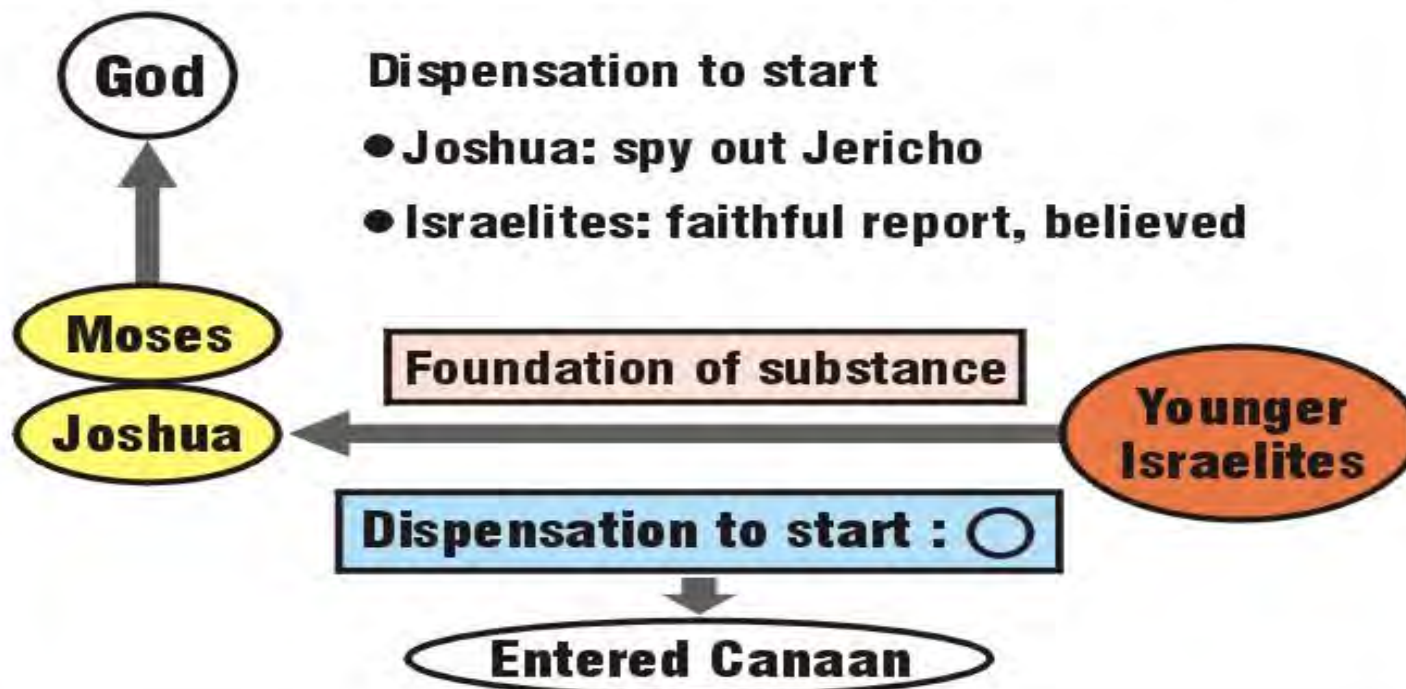 God
Dispensation to start
● Joshua: spy out Jericho
● Israelites: faithful report, believed
Moses
Foundation of substance
Joshua
Younger
Israelites
Dispensation to start : ◯
Entered Canaan